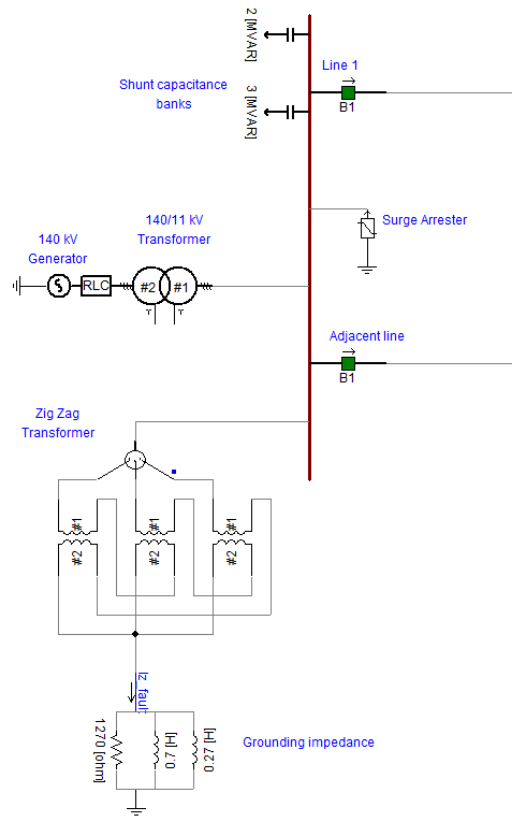 2 [MVAR]
Line 1
Shunt capacitance
banks
3 [MVAR]
B1
140/11 kV
Transformer
Surge Arrester
140 kV
Generator
RLC
#2
#1
Adjacent line
B1
Zig Zag
Transformer
#1
#2
#1
#2
#1
#2
Iz_fault
1270 [ohm]
0.7 [H]
0.27 [H]
Grounding impedance